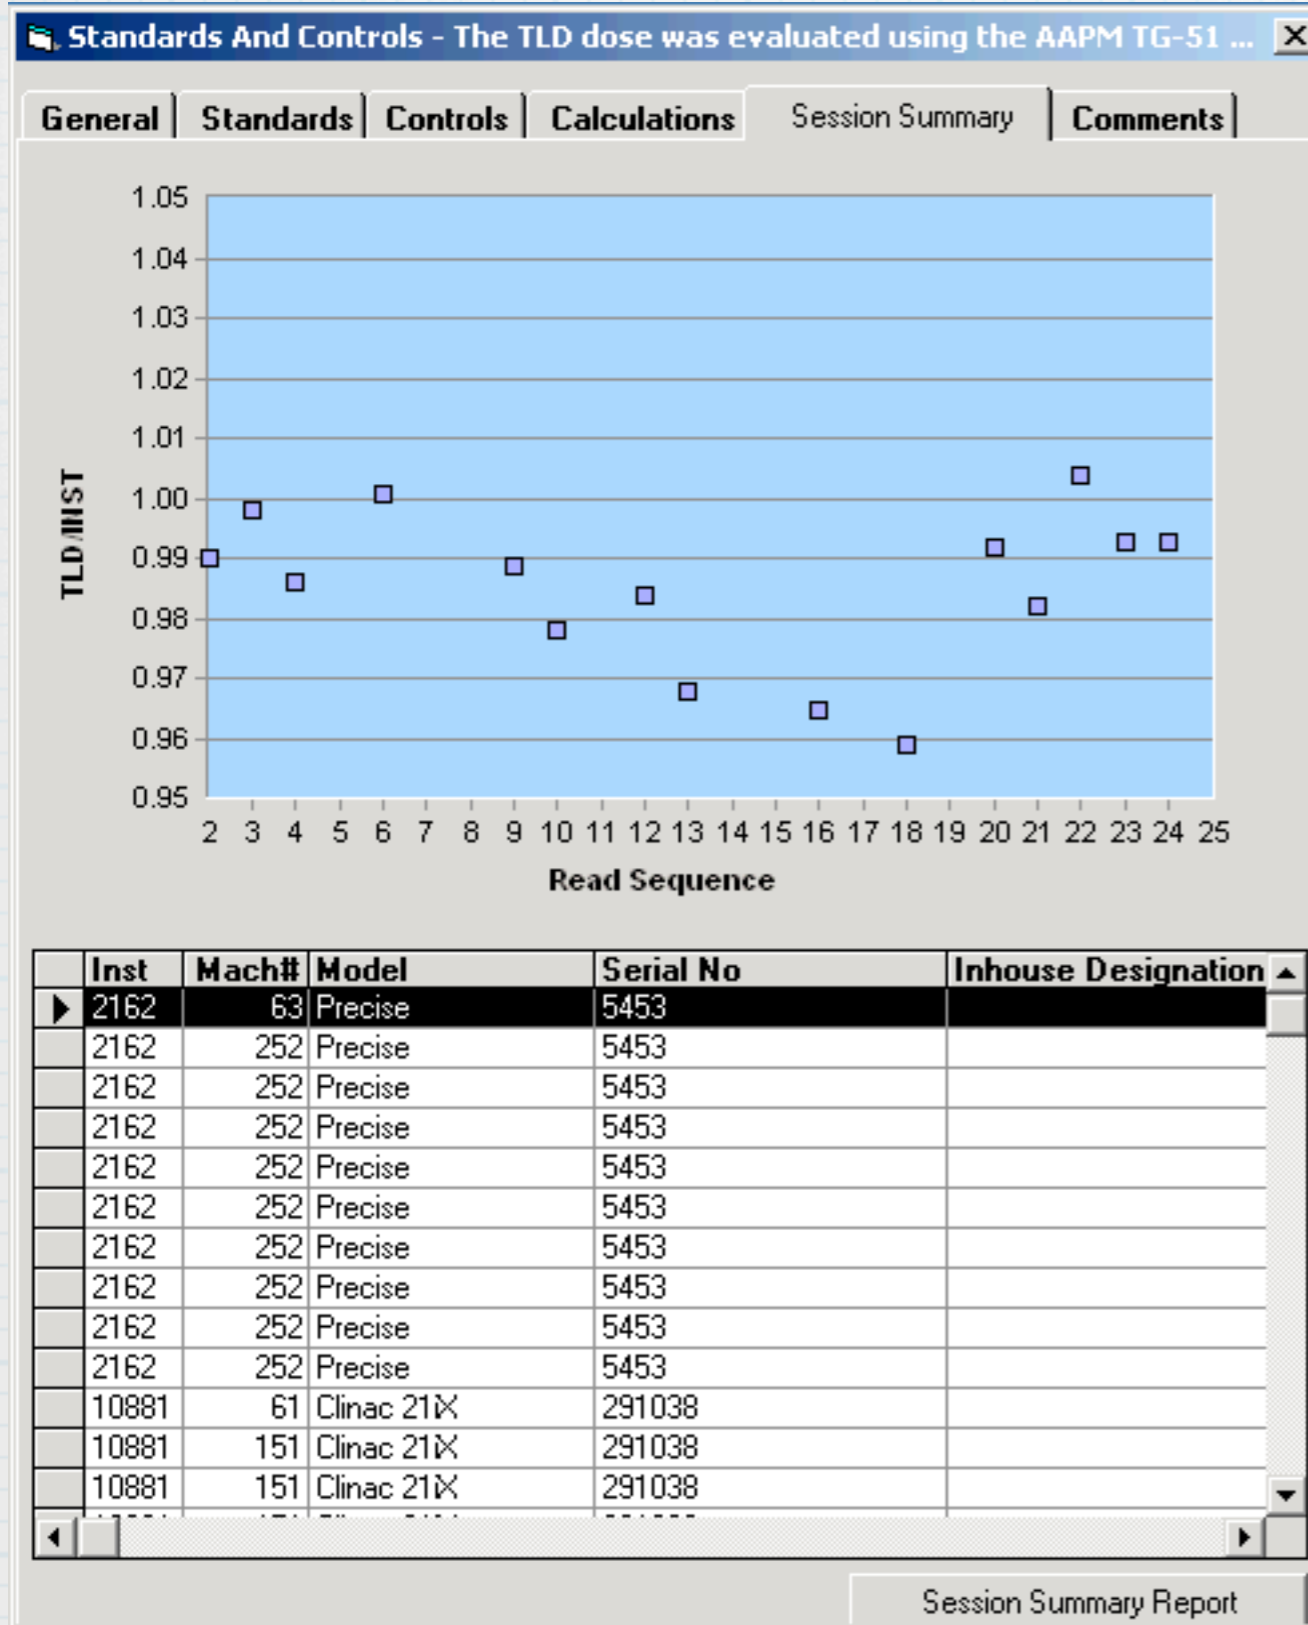 Standards And Controls - The TLD dose was evaluated using the AAPM TG-51 ...
General Standards Controls Calculations Session Summary Comments
1.05
1.04
1.03
1.02
1.01
1.00
0.99
0.98
0.97
0.96
0.95
TLD/INST
2 3 4 5 6 7 8 9 10 11 12 13 14 15 16 17 18 19 20 21 22 23 24 25
Read Sequence
Inst Mach# Model Serial No Inhouse Designation
2162 63 Precise 5453
2162 252 Precise 5453
2162 252 Precise 5453
2162 252 Precise 5453
2162 252 Precise 5453
2162 252 Precise 5453
2162 252 Precise 5453
2162 252 Precise 5453
2162 252 Precise 5453
2162 252 Precise 5453
10881 61 Clinac 21iX 291038
10881 151 Clinac 21iX 291038
10881 151 Clinac 21iX 291038
Session Summary Report